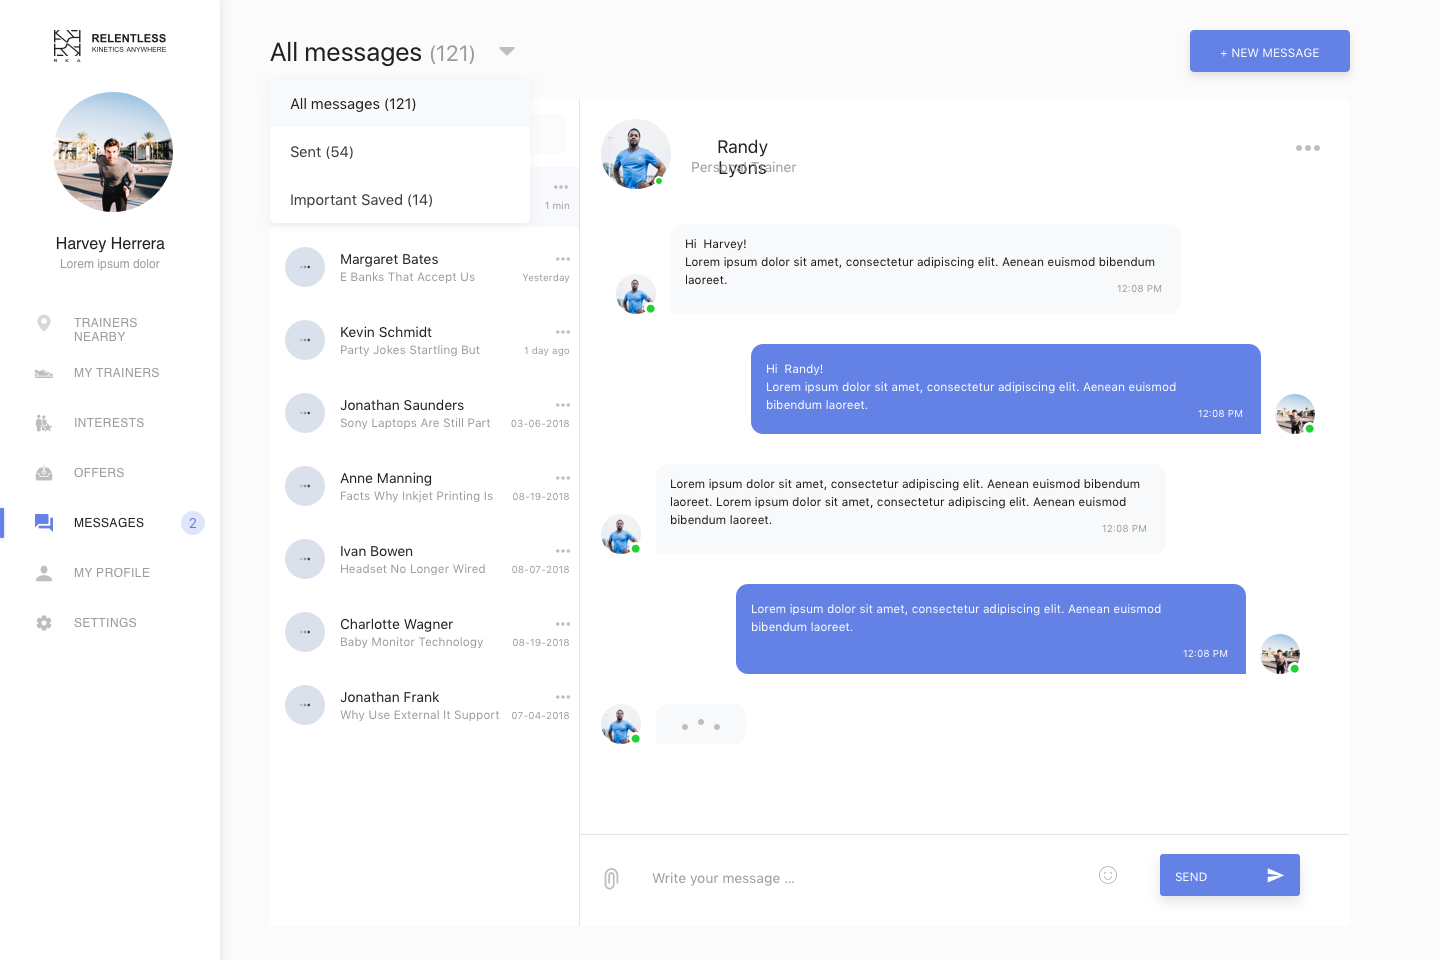 RELENTLESS
KINETICS ANYWHERE
R K A
Harvey Herrera
Lorem ipsum dolor
TRAINERS
NEARBY
MY TRAINERS
INTERESTS
OFFERS
MESSAGES 2
MY PROFILE
SETTINGS
All messages (121)
+ NEW MESSAGE
All messages (121)
Sent (54)
Important Saved (14)
1 min
Margaret Bates
E Banks That Accept Us Yesterday
Kevin Schmidt
Party Jokes Startling But 1 day ago
Jonathan Saunders
Sony Laptops Are Still Part 03-06-2018
Anne Manning
Facts Why Inkjet Printing Is 08-19-2018
Ivan Bowen
Headset No Longer Wired 08-07-2018
Charlotte Wagner
Baby Monitor Technology 08-19-2018
Jonathan Frank
Why Use External It Support 07-04-2018
Randy
Lyons
Personal Trainer
Hi Harvey!
Lorem ipsum dolor sit amet, consectetur adipiscing elit. Aenean euismod bibendum
laoreet.
12:08 PM
Hi Randy!
Lorem ipsum dolor sit amet, consectetur adipiscing elit. Aenean euismod
bibendum laoreet.
12:08 PM
Lorem ipsum dolor sit amet, consectetur adipiscing elit. Aenean euismod bibendum
laoreet. Lorem ipsum dolor sit amet, consectetur adipiscing elit. Aenean euismod
bibendum laoreet.
12:08 PM
Lorem ipsum dolor sit amet, consectetur adipiscing elit. Aenean euismod
bibendum laoreet.
12:08 PM
Write your message ...
SEND